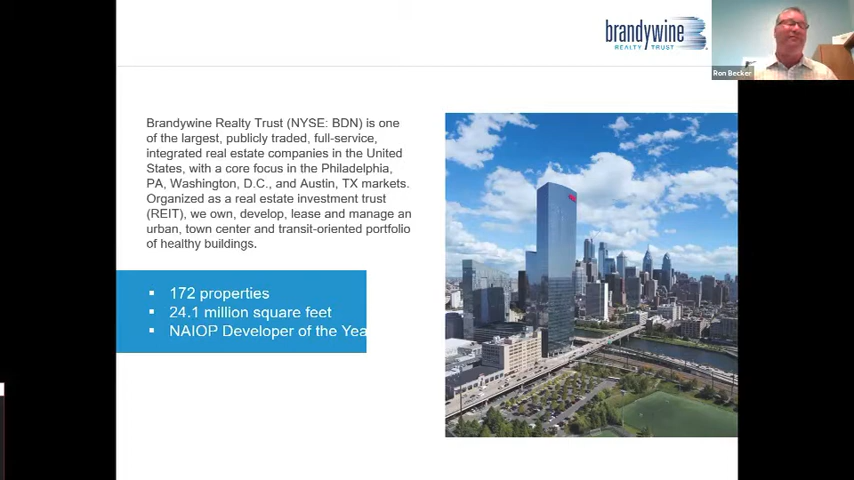 brandywine
REALTY TRUST
Ron Becker
Brandywine Realty Trust (NYSE: BDN) is one
of the largest, publicly traded, full-service,
integrated real estate companies in the United
States, with a core focus in the Philadelphia,
PA, Washington, D.C., and Austin, TX markets.
Organized as a real estate investment trust
(REIT), we own, develop, lease and manage an
urban, town center and transit-oriented portfolio
of healthy buildings.
▪ 172 properties
▪ 24.1 million square feet
▪ NAIOP Developer of the Yea